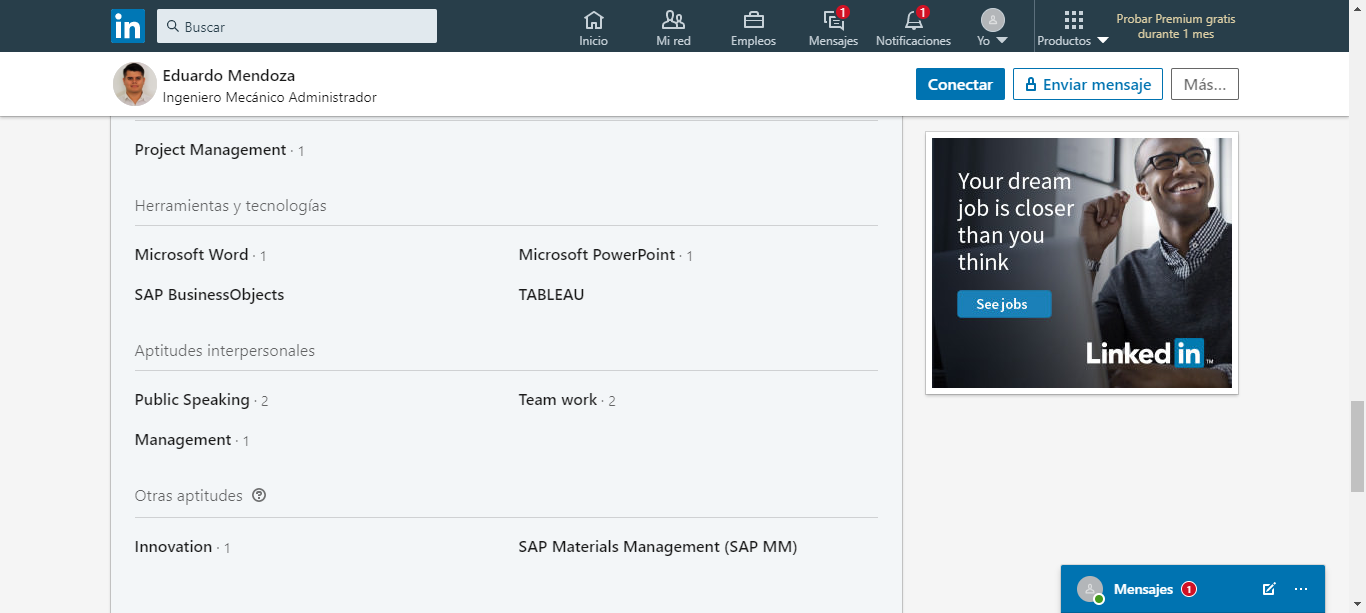 in
Buscar
Inicio
Mi red
Empleos
1
Mensajes
1
Notificaciones
Yo
Productos
Probar Premium gratis
durante 1 mes
Eduardo Mendoza
Ingeniero Mecánico Administrador
Conectar
Enviar mensaje
Más...
Project Management · 1
Herramientas y tecnologías
Microsoft Word · 1
Microsoft PowerPoint · 1
SAP BusinessObjects
TABLEAU
Aptitudes interpersonales
Public Speaking · 2
Team work · 2
Management · 1
Otras aptitudes ?
Innovation · 1
SAP Materials Management (SAP MM)
Your dream
job is closer
than you
think
See jobs
Linked in ™
Mensajes 1 ...